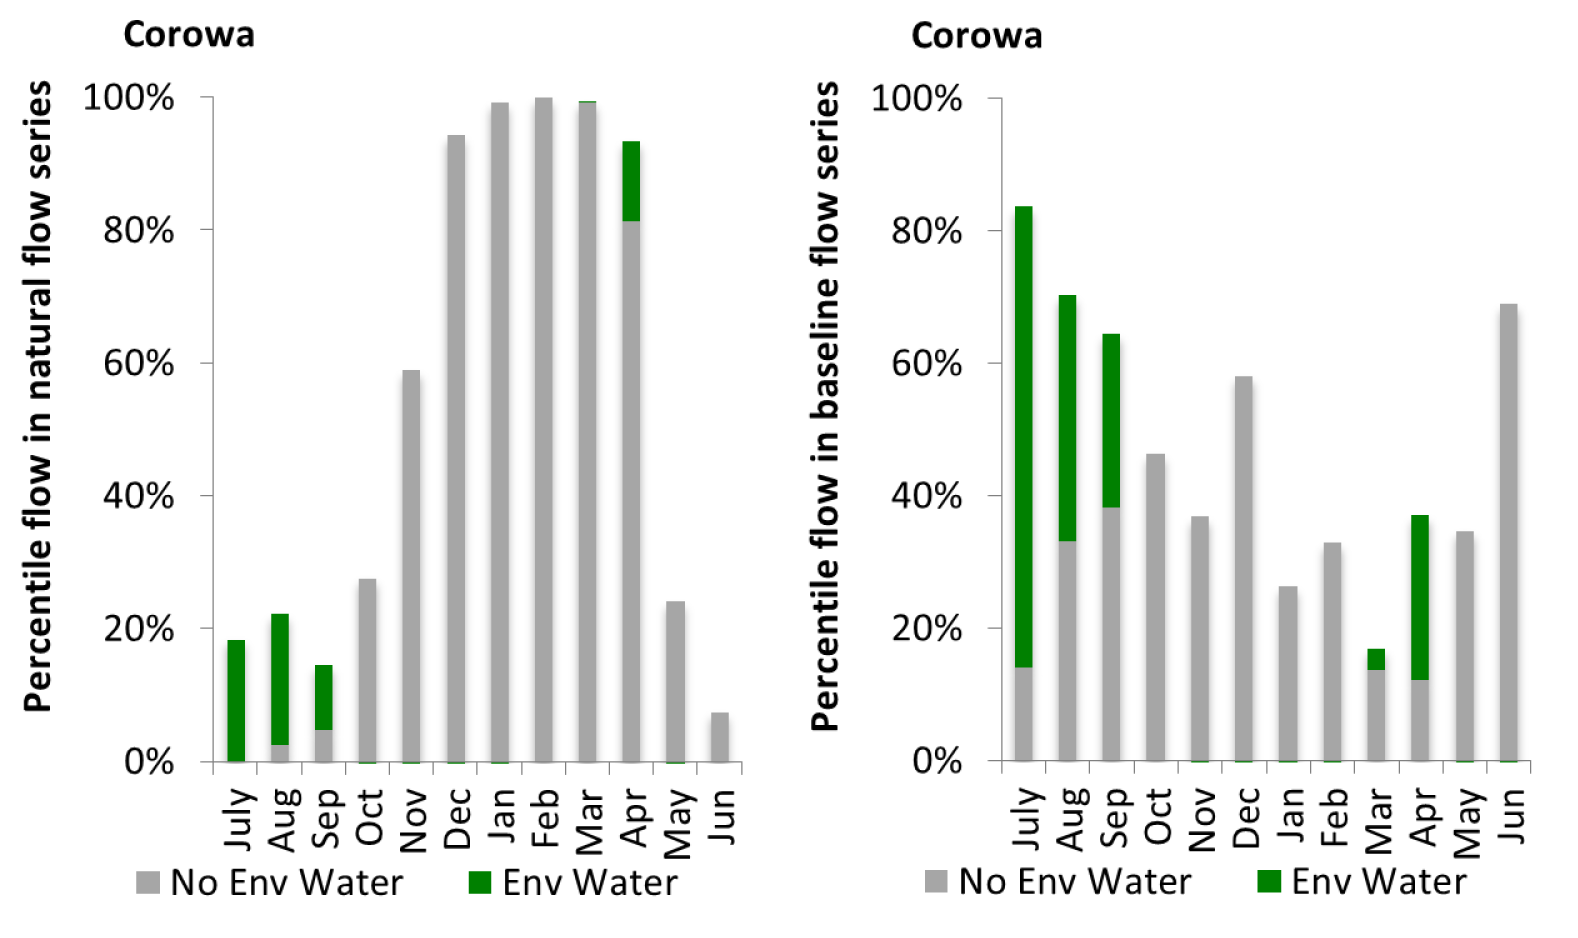 Corowa
Percentile flow in natural flow series
100%
80%
60%
40%
20%
0%
July Aug Sep Oct Nov Dec Jan Feb Mar Apr May Jun
No Env Water Env Water
Corowa
Percentile flow in baseline flow series
100%
80%
60%
40%
20%
0%
July Aug Sep Oct Nov Dec Jan Feb Mar Apr May Jun
No Env Water Env Water